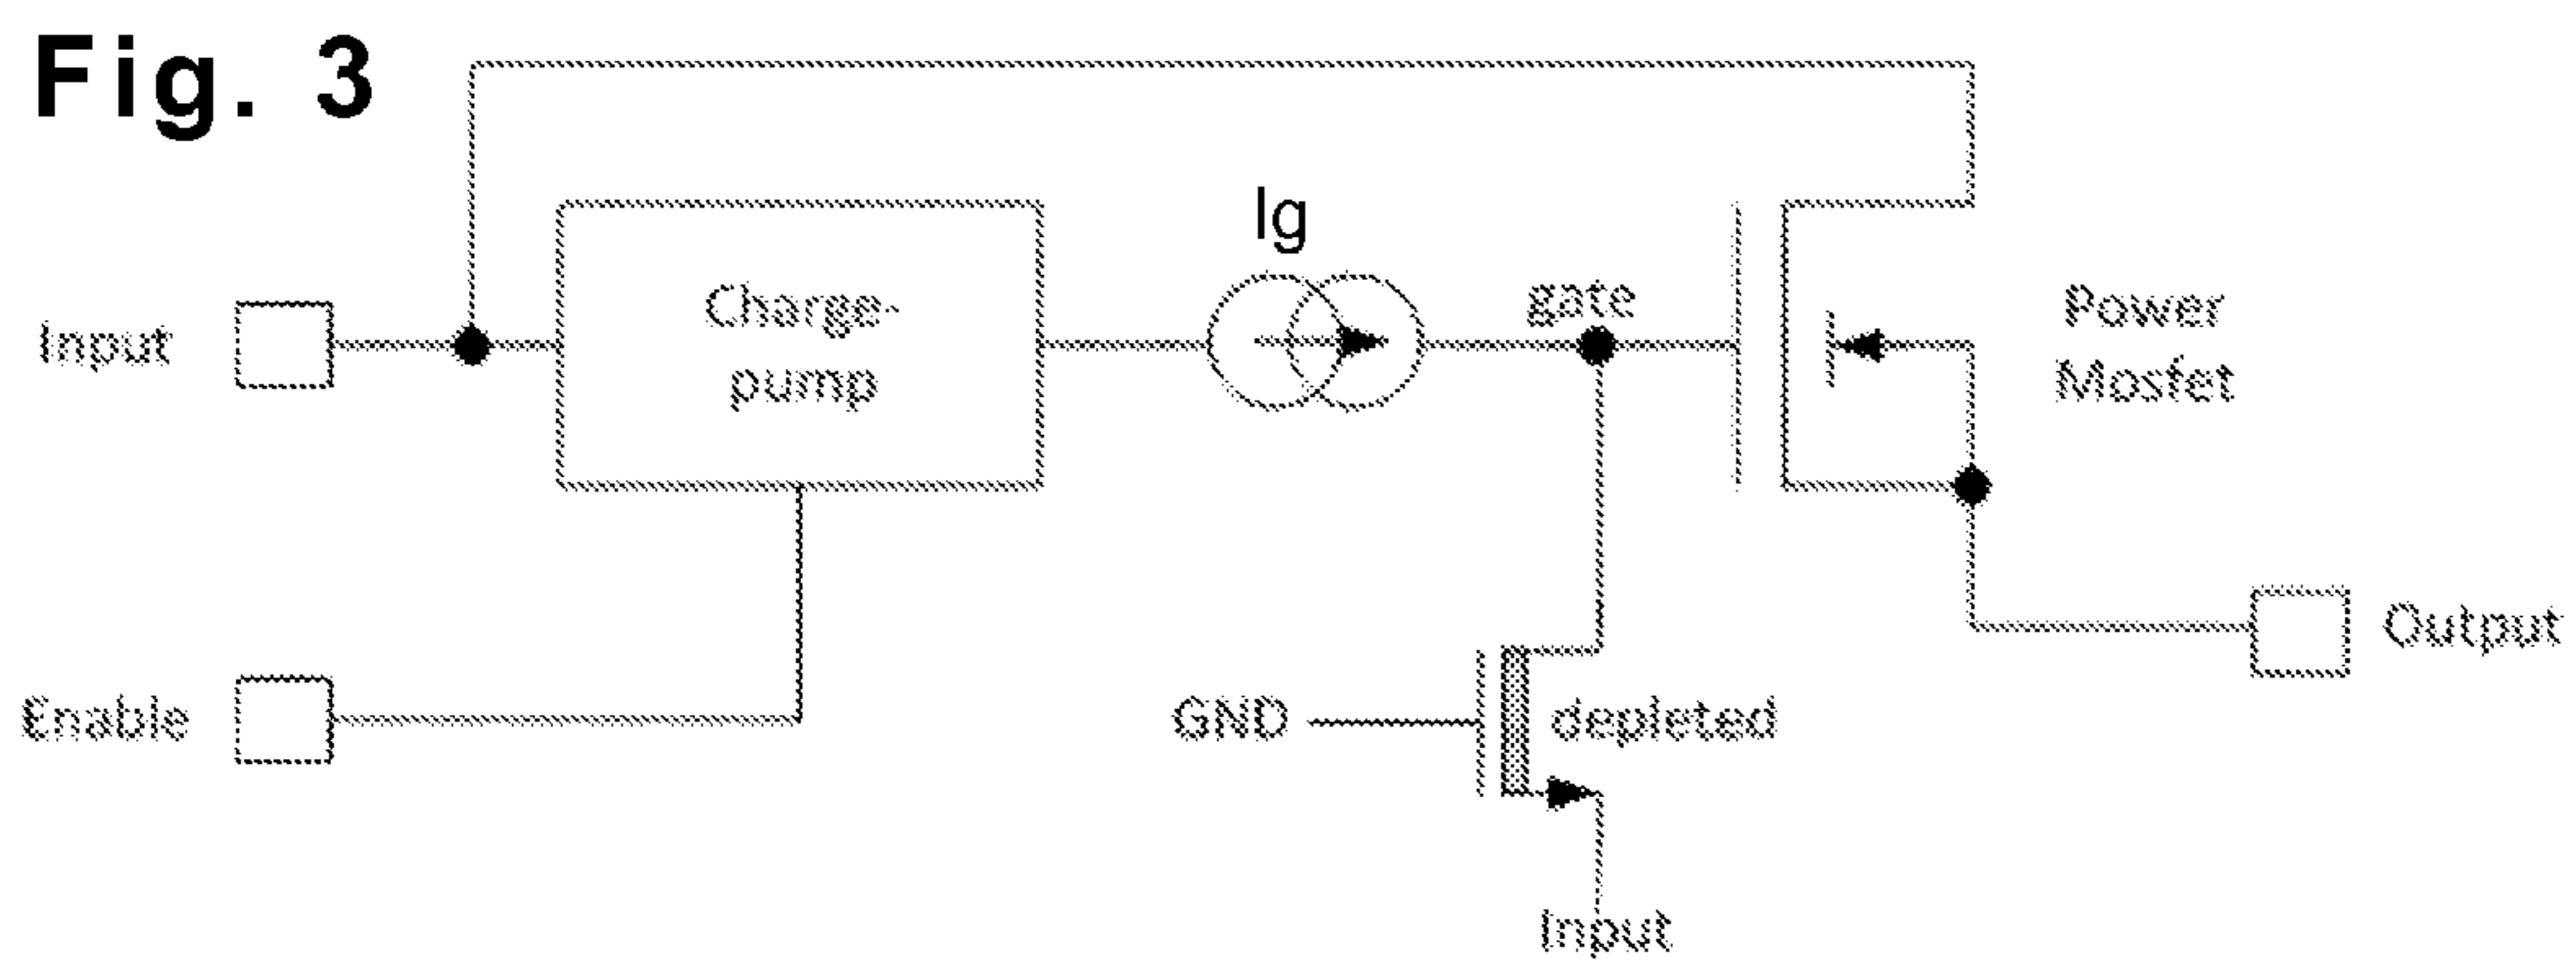 Fig. 3
Ig
gate
Charge-
pump
Power
Mosfet
Input
Output
Enable
GND
depleted
Input